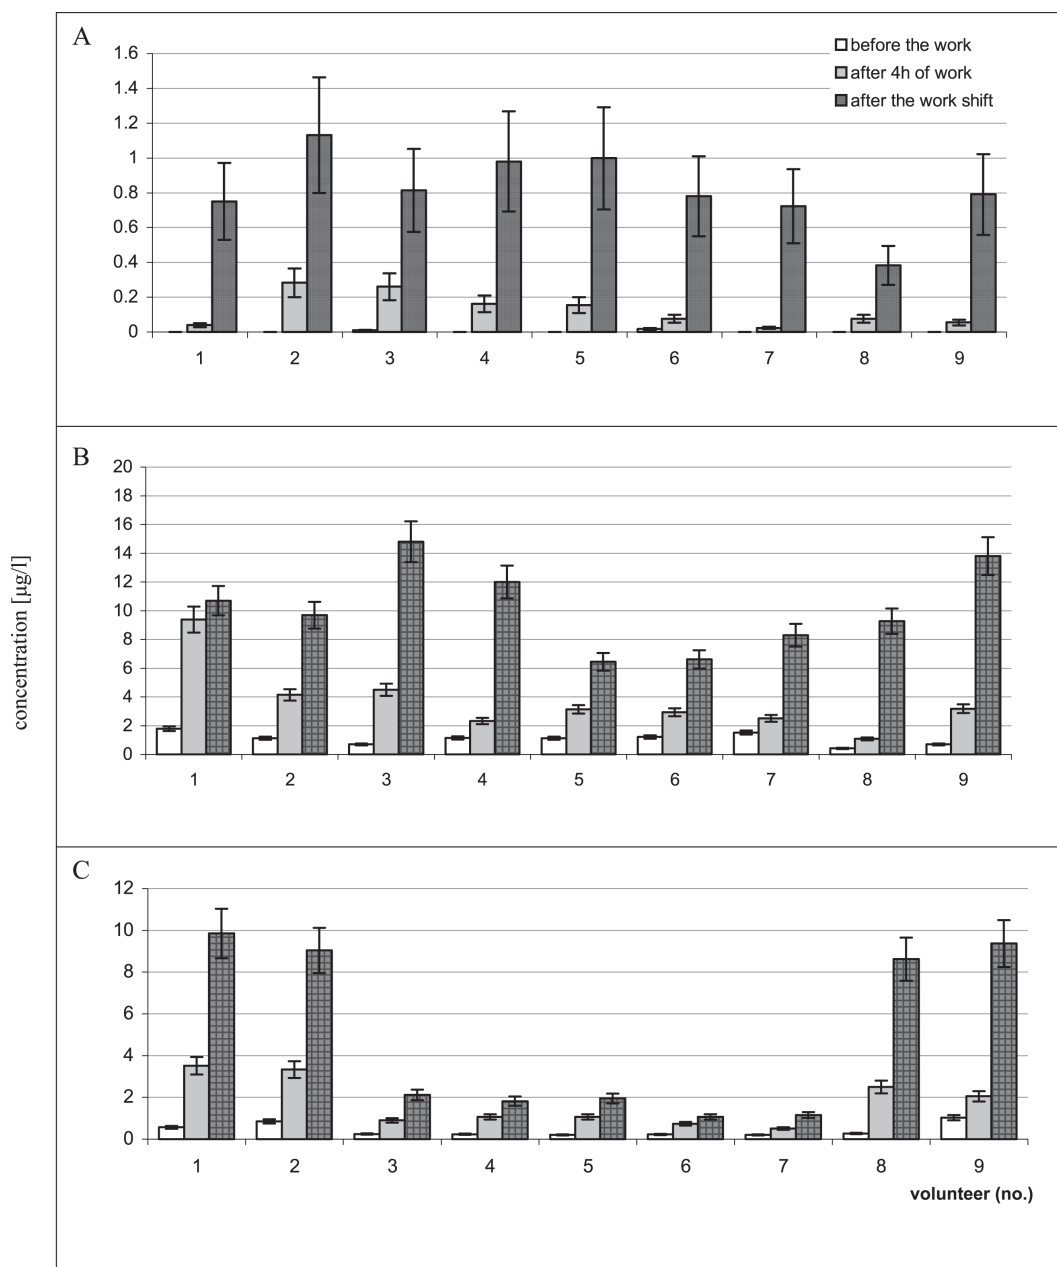 A
before the work
after 4h of work
after the work shift
1.6
1.4
1.2
1
0.8
0.6
0.4
0.2
0
1 2 3 4 5 6 7 8 9
B
20
18
16
14
12
10
8
6
4
2
0
1 2 3 4 5 6 7 8 9
concentration [µg/l]
C
12
10
8
6
4
2
0
1 2 3 4 5 6 7 8 9
volunteer (no.)